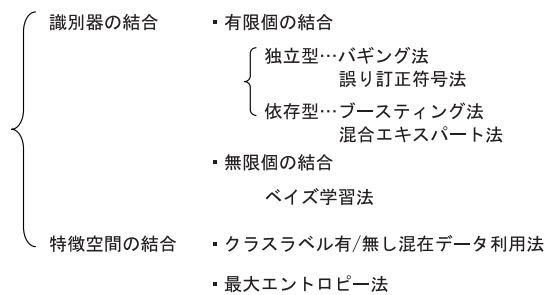 識別器の結合 ・有限個の結合
独立型…バギング法
誤り訂正符号法
依存型…ブースティング法
混合エキスパート法
・無限個の結合
ベイズ学習法
特徴空間の結合 ・クラスラベル有/無し混在データ利用法
・最大エントロピー法